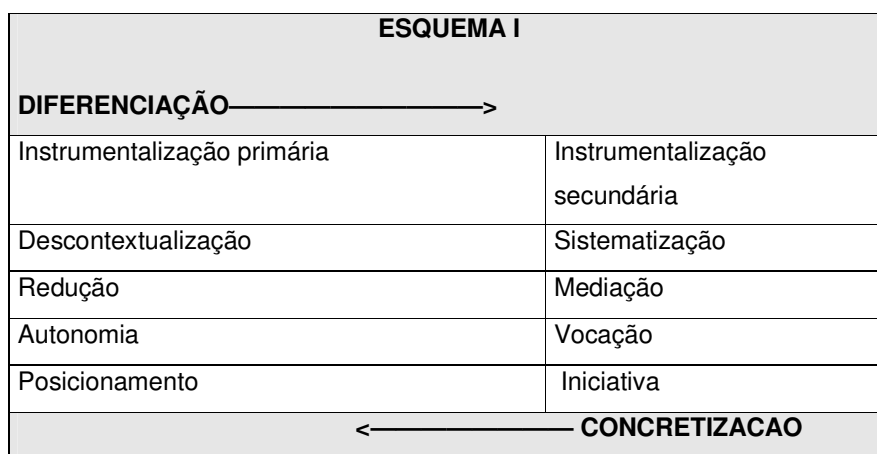 ESQUEMA I
DIFERENCIAÇÃO——————————>
Instrumentalização primária
Instrumentalização
secundária
Descontextualização
Sistematização
Redução
Mediação
Autonomia
Vocação
Posicionamento
Iniciativa
<———————— CONCRETIZACAO